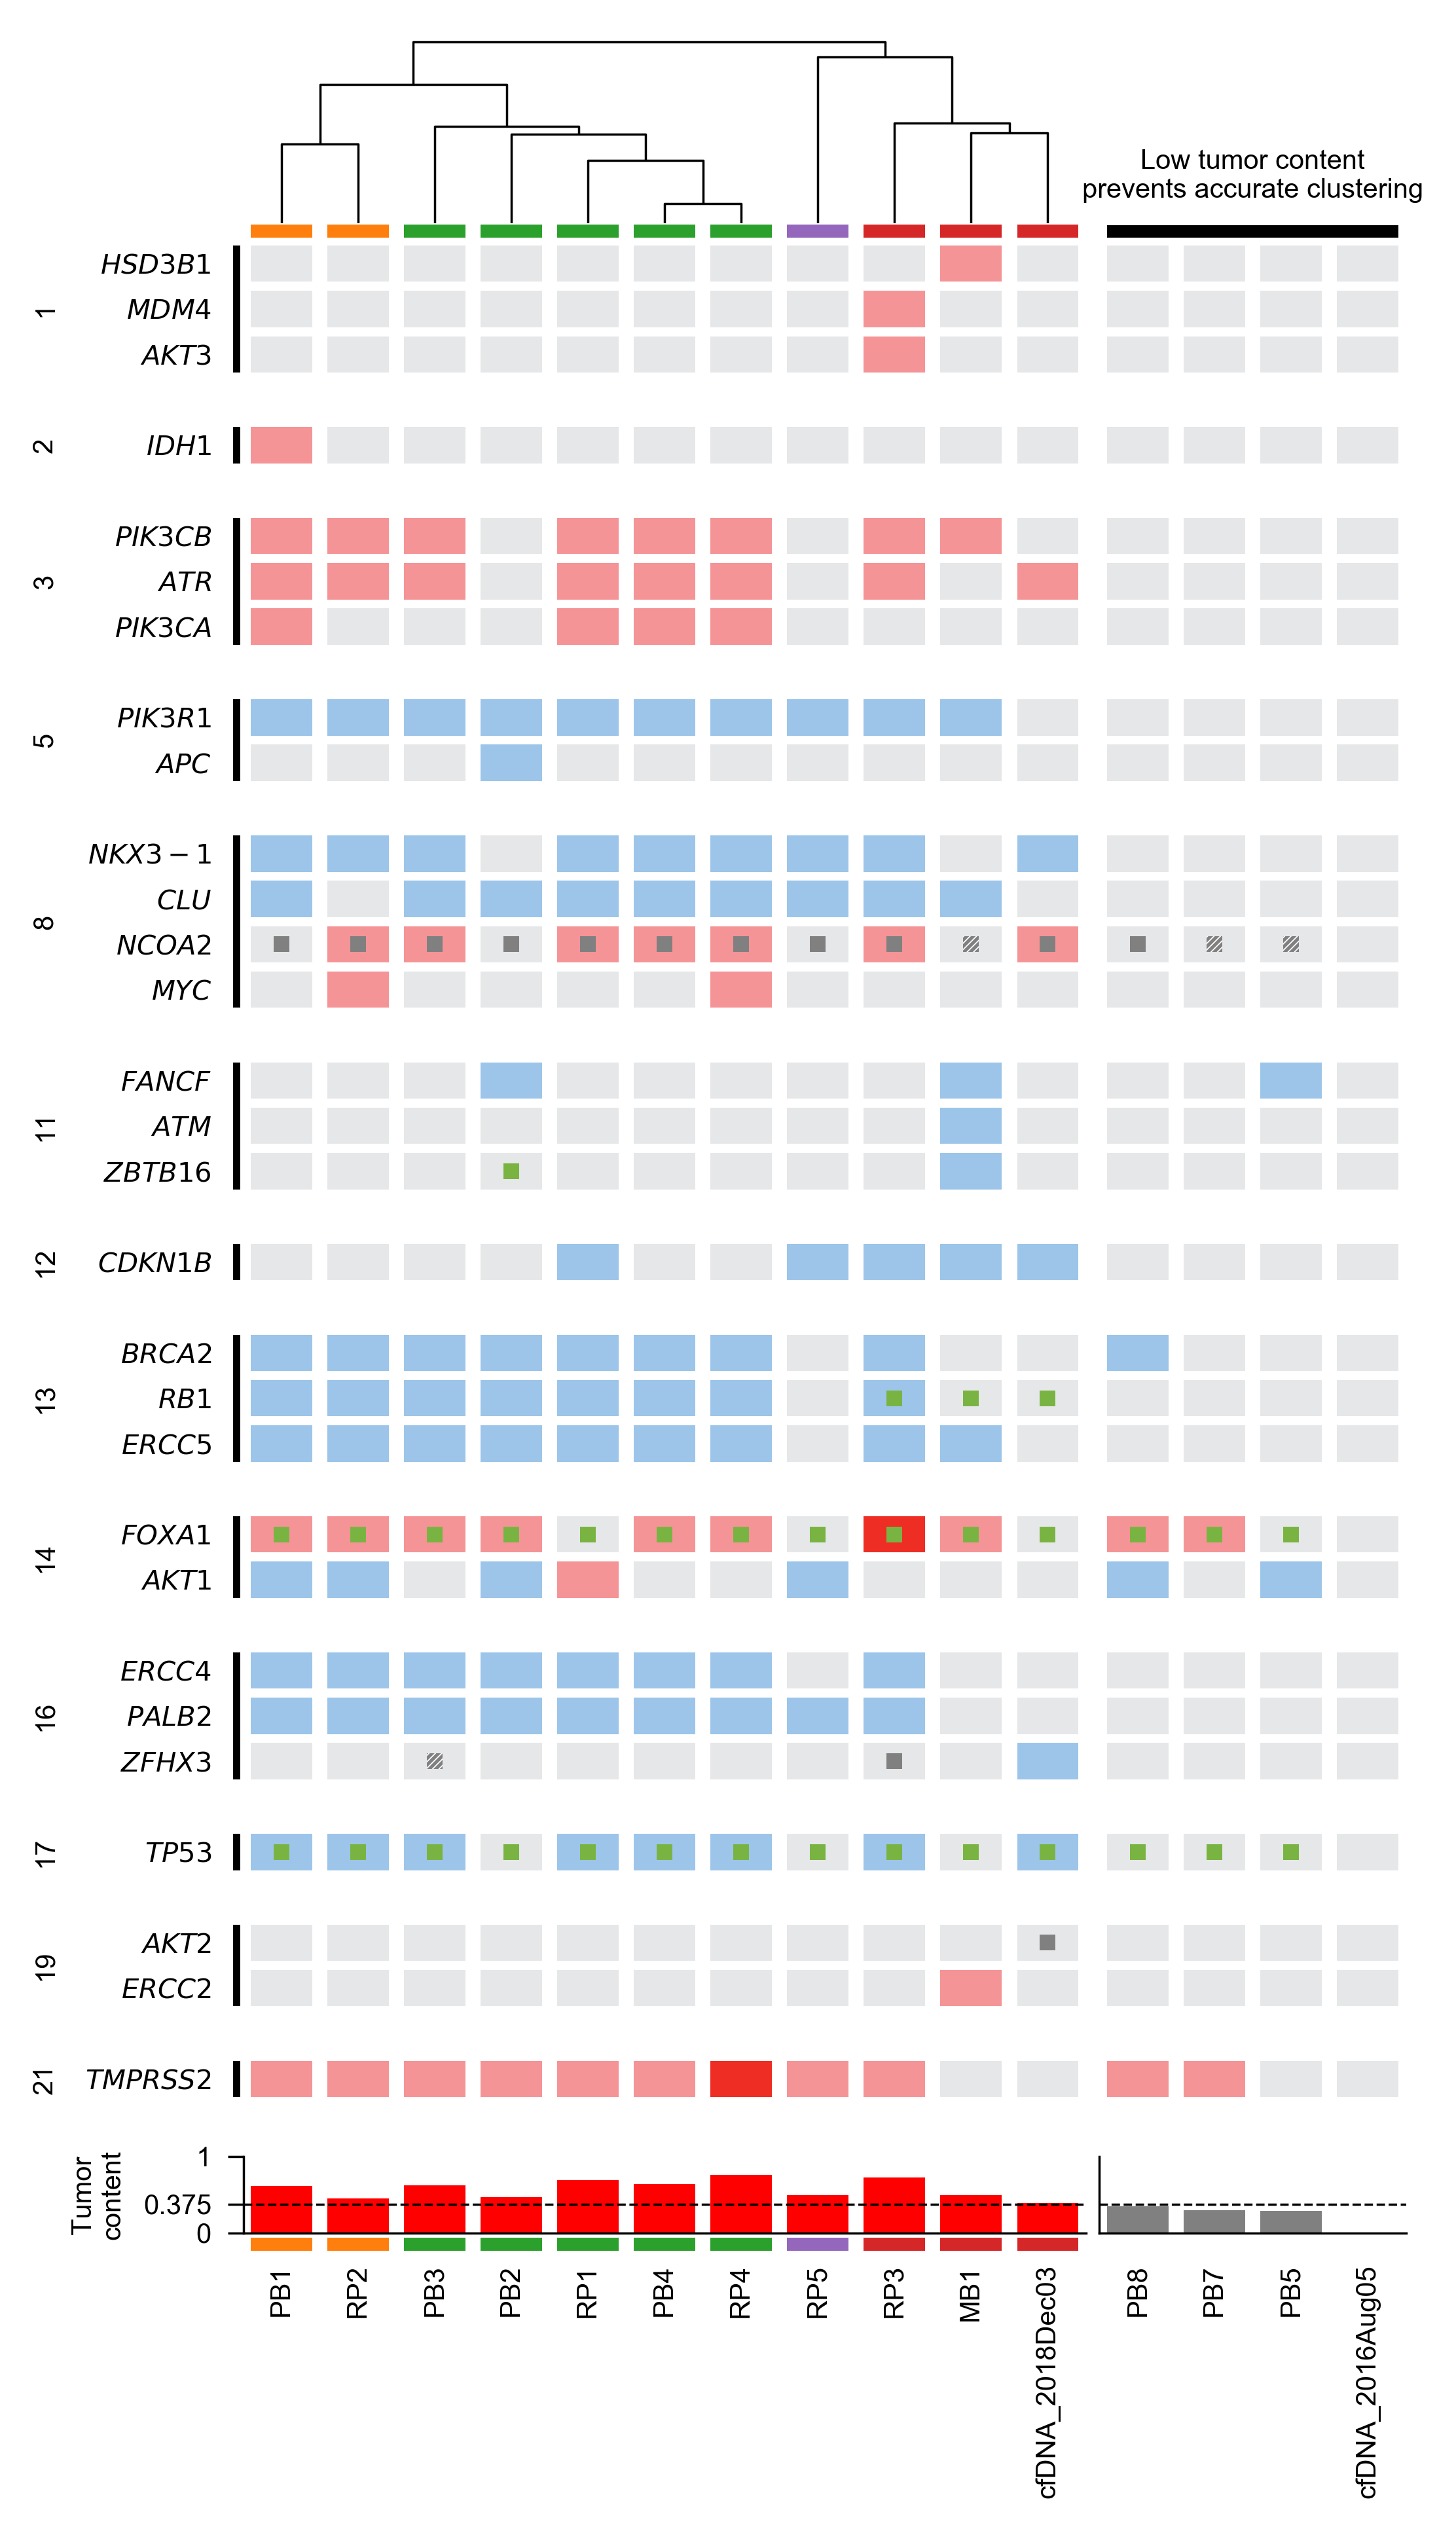 Low tumor content
prevents accurate clustering
1
HSD3B1
MDM4
AKT3
2
IDH1
3
PIK3CB
ATR
PIK3CA
5
PIK3R1
APC
8
NKX3−1
CLU
NCOA2
MYC
11
FANCF
ATM
ZBTB16
12
CDKN1B
13
BRCA2
RB1
ERCC5
14
FOXA1
AKT1
16
ERCC4
PALB2
ZFHX3
17
TP53
19
AKT2
ERCC2
21
TMPRSS2
Tumor
content
1
0.375
0
PB1
RP2
PB3
PB2
RP1
PB4
RP4
RP5
RP3
MB1
cfDNA_2018Dec03
PB8
PB7
PB5
cfDNA_2016Aug05